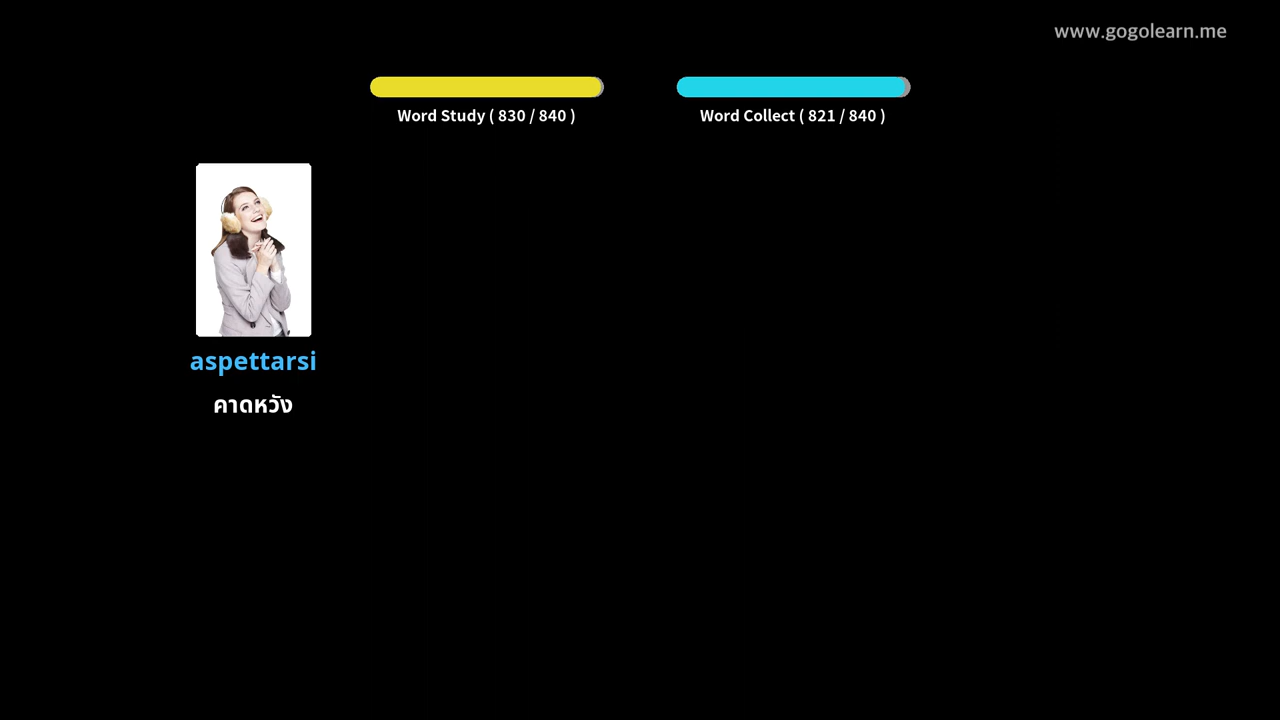 www.gogolearn.me
Word Study ( 830 / 840 )
Word Collect ( 821 / 840 )
aspettarsi
คาดหวัง